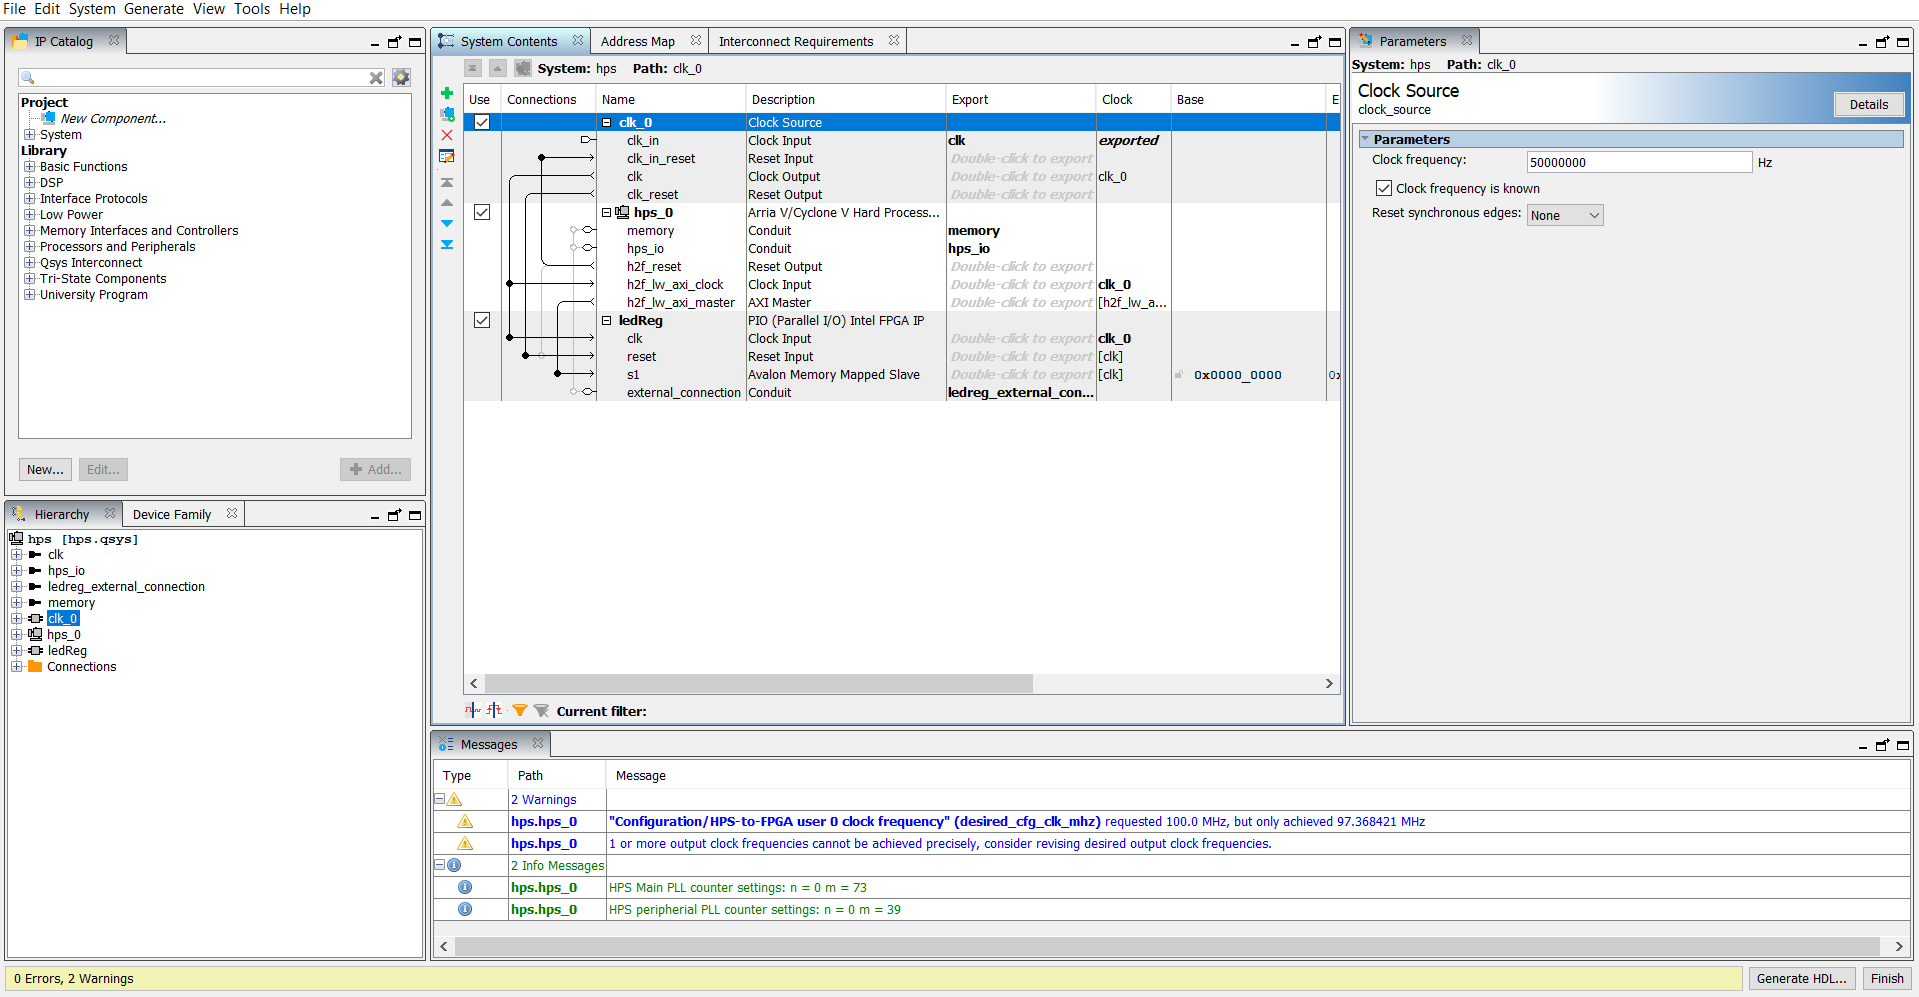 File Edit System Generate View Tools Help
IP Catalog
Project
New Component...
System
Library
Basic Functions
DSP
Interface Protocols
Low Power
Memory Interfaces and Controllers
Processors and Peripherals
Qsys Interconnect
Tri-State Components
University Program
New... Edit... Add...
Hierarchy Device Family
hps [hps.qsys]
clk
hps_io
ledreg_external_connection
memory
clk_0
hps_0
ledReg
Connections
System Contents Address Map Interconnect Requirements
System: hps Path: clk_0
Use Connections Name Description Export Clock Base E
clk_0 Clock Source
clk_in Clock Input clk exported
clk_in_reset Reset Input Double-click to export
clk Clock Output Double-click to export clk_0
clk_reset Reset Output Double-click to export
hps_0 Arria V/Cyclone V Hard Process...
memory Conduit memory
hps_io Conduit hps_io
h2f_reset Reset Output Double-click to export
h2f_lw_axi_clock Clock Input Double-click to export clk_0
h2f_lw_axi_master AXI Master Double-click to export [h2f_lw_a...
ledReg PIO (Parallel I/O) Intel FPGA IP
clk Clock Input Double-click to export clk_0
reset Reset Input Double-click to export [clk]
s1 Avalon Memory Mapped Slave Double-click to export [clk] 0x0000_0000 0x
external_connection Conduit ledreg_external_con...
Current filter:
Parameters
System: hps Path: clk_0
Clock Source
clock_source
Details
Parameters
Clock frequency: 50000000 Hz
Clock frequency is known
Reset synchronous edges: None
Messages
Type Path Message
2 Warnings
hps.hps_0 "Configuration/HPS-to-FPGA user 0 clock frequency" (desired_cfg_clk_mhz) requested 100.0 MHz, but only achieved 97.368421 MHz
hps.hps_0 1 or more output clock frequencies cannot be achieved precisely, consider revising desired output clock frequencies.
2 Info Messages
hps.hps_0 HPS Main PLL counter settings: n = 0 m = 73
hps.hps_0 HPS peripherial PLL counter settings: n = 0 m = 39
0 Errors, 2 Warnings
Generate HDL... Finish